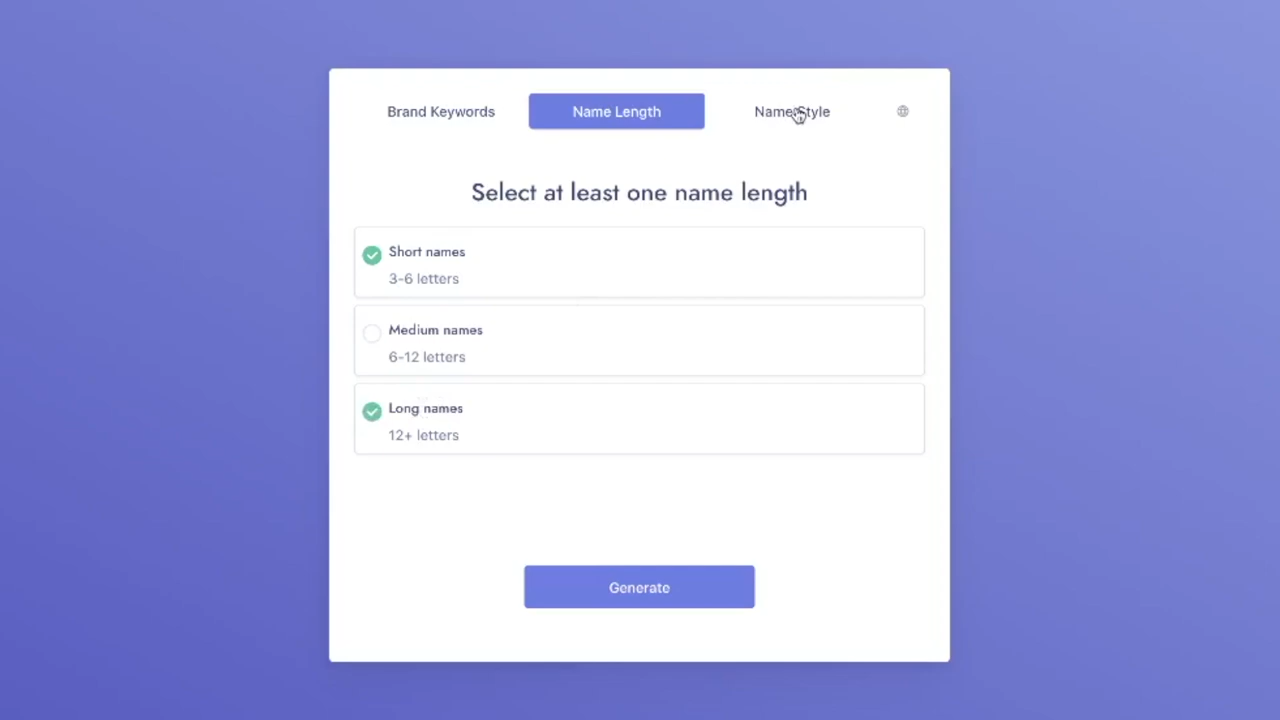 Brand Keywords
Name Length
Name Style
Select at least one name length
Short names
3-6 letters
Medium names
6-12 letters
Long names
12+ letters
Generate